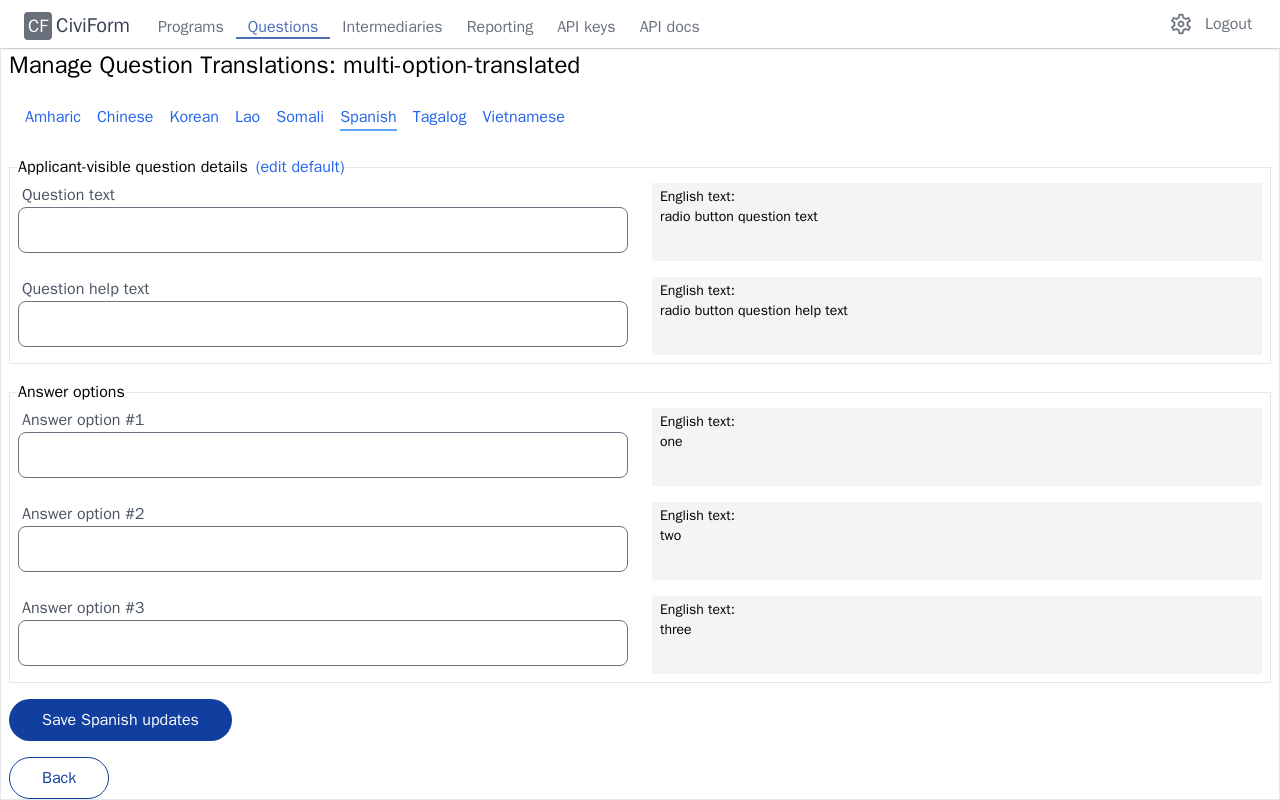 CF CiviForm Programs Questions Intermediaries Reporting API keys API docs Logout
Manage Question Translations: multi-option-translated
Amharic Chinese Korean Lao Somali Spanish Tagalog Vietnamese
Applicant-visible question details (edit default)
Question text
English text:
radio button question text
Question help text
English text:
radio button question help text
Answer options
Answer option #1
English text:
one
Answer option #2
English text:
two
Answer option #3
English text:
three
Save Spanish updates
Back